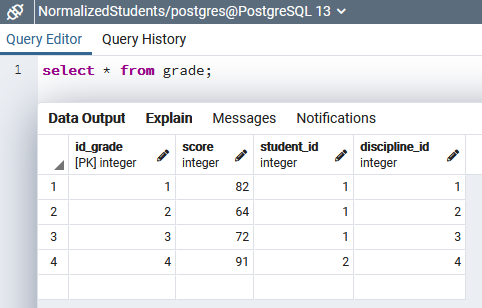 NormalizedStudents/postgres@PostgreSQL 13
Query Editor Query History
1 select * from grade;
Data Output Explain Messages Notifications
id_grade score student_id discipline_id
[PK] integer integer integer integer
1 1 82 1 1
2 2 64 1 2
3 3 72 1 3
4 4 91 2 4